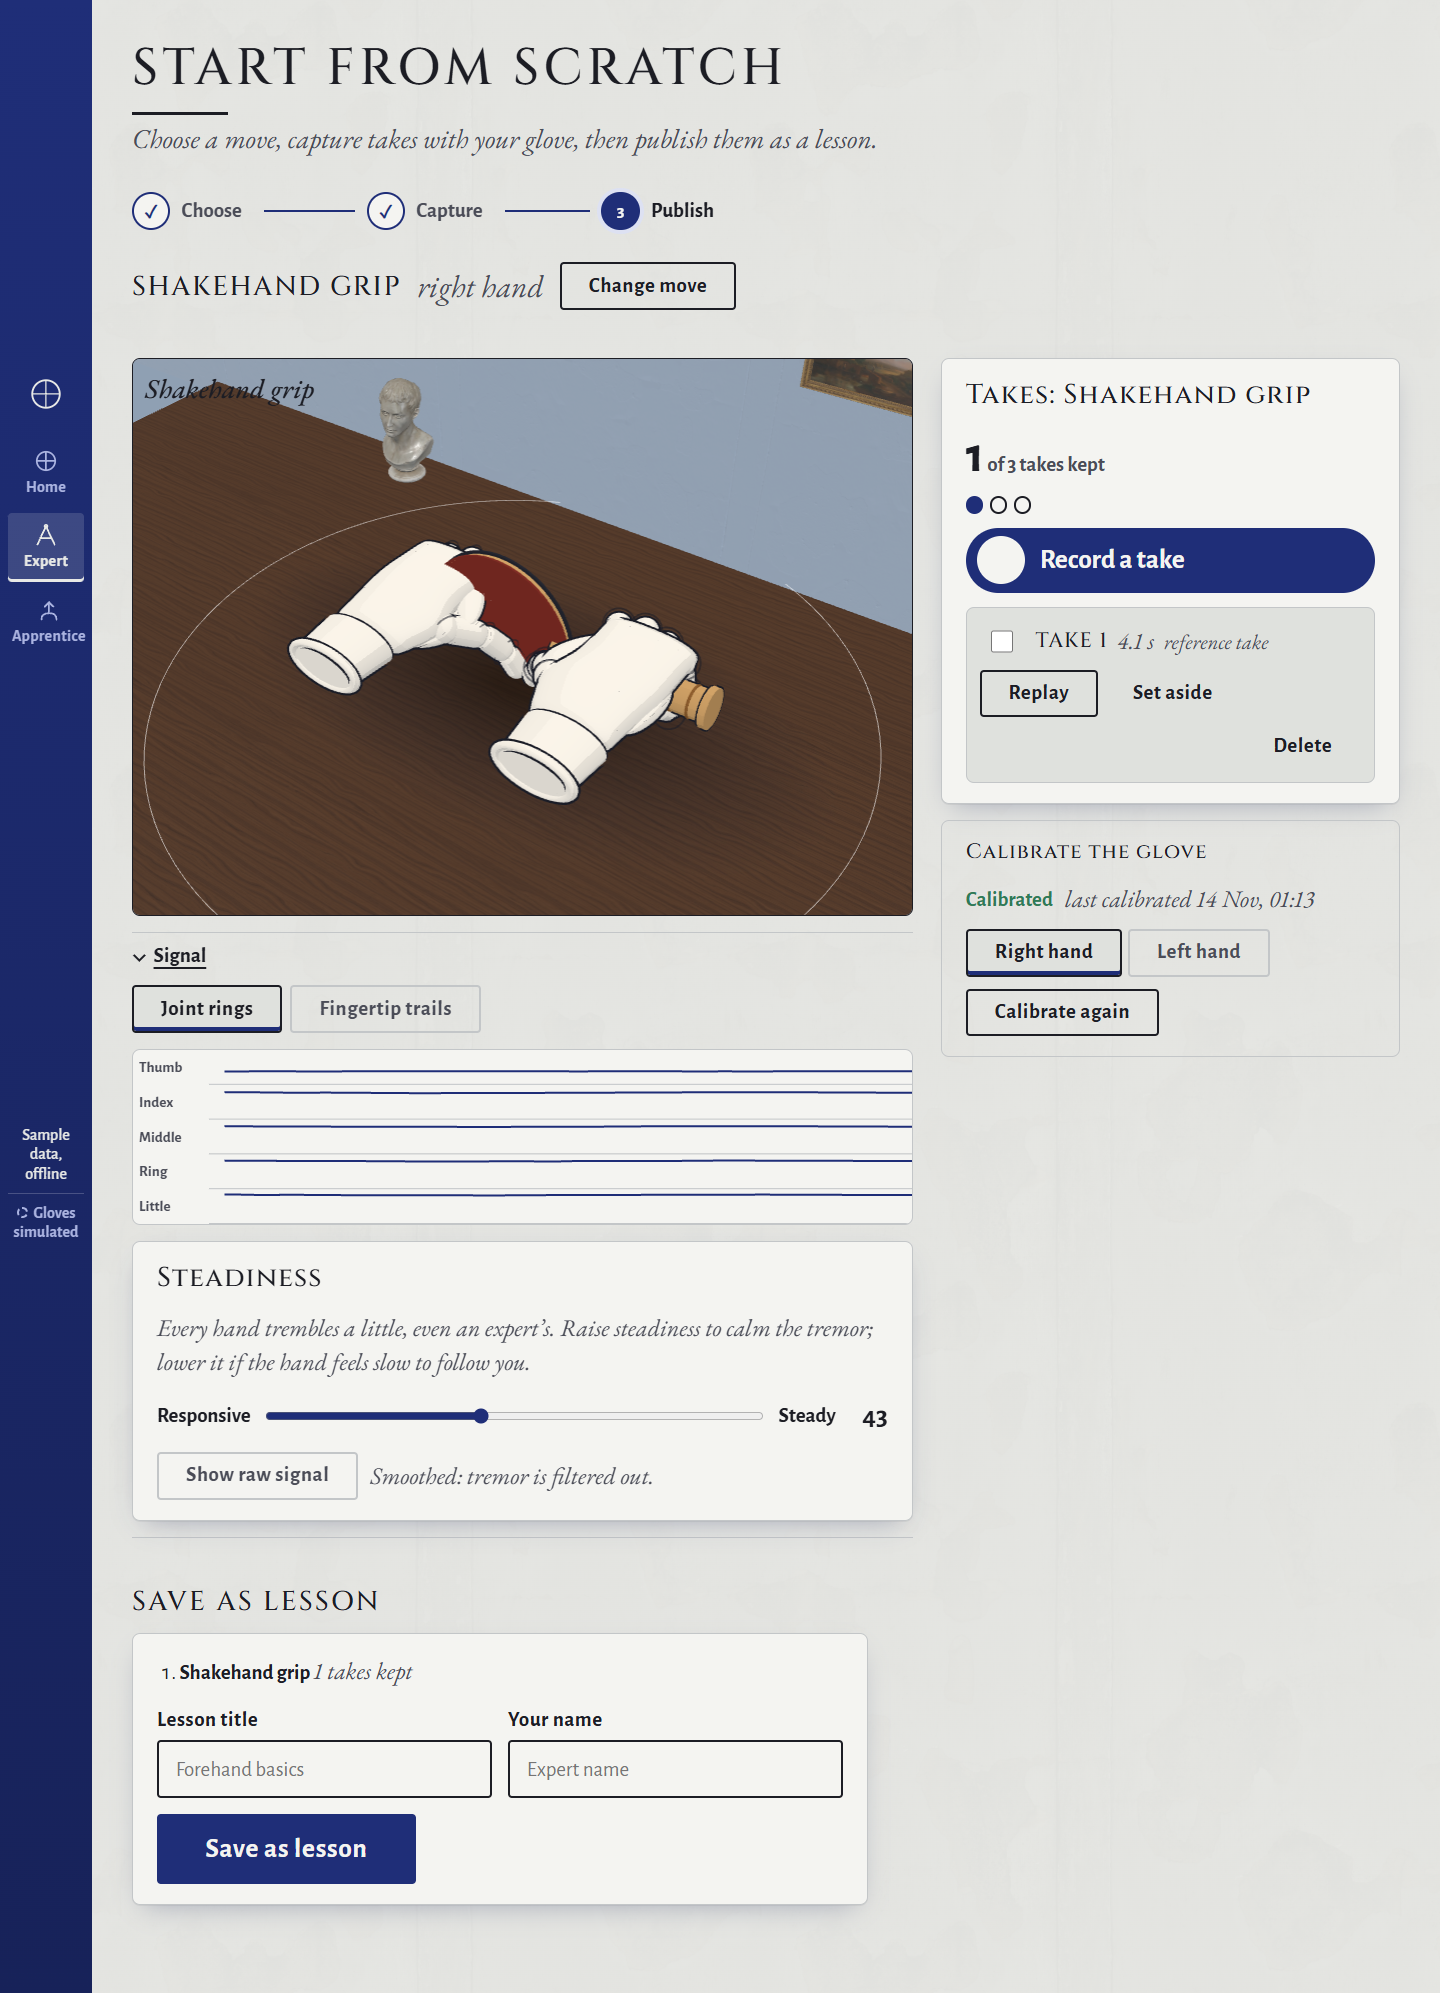 START FROM SCRATCH
Choose a move, capture takes with your glove, then publish them as a lesson.
Choose
Capture
3
Publish
SHAKEHAND GRIP right hand
Change move
Home
Expert
Apprentice
Sample
data,
offline
Gloves
simulated
Shakehand grip
Signal
Joint rings
Fingertip trails
Thumb
Index
Middle
Ring
Little
STEADINESS
Every hand trembles a little, even an expert’s. Raise steadiness to calm the tremor;
lower it if the hand feels slow to follow you.
Responsive
Steady
43
Show raw signal
Smoothed: tremor is filtered out.
TAKES: SHAKEHAND GRIP
1 of 3 takes kept
Record a take
TAKE 1 4.1 s reference take
Replay
Set aside
Delete
CALIBRATE THE GLOVE
Calibrated last calibrated 14 Nov, 01:13
Right hand
Left hand
Calibrate again
SAVE AS LESSON
1. Shakehand grip 1 takes kept
Lesson title
Your name
Forehand basics
Expert name
Save as lesson